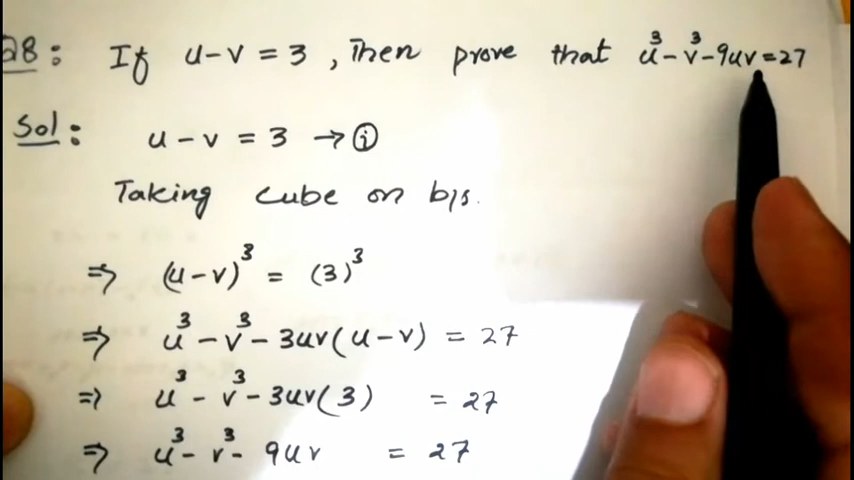 Q8: If u-v = 3, Then prove that u³-v³-9uv=27
Sol: u - v = 3 → ⓘ
Taking cube on b/s.
⇒ (u-v)³ = (3)³
⇒ u³ - v³ - 3uv(u-v) = 27
⇒ u³ - v³ - 3uv(3) = 27
⇒ u³ - v³ - 9uv = 27